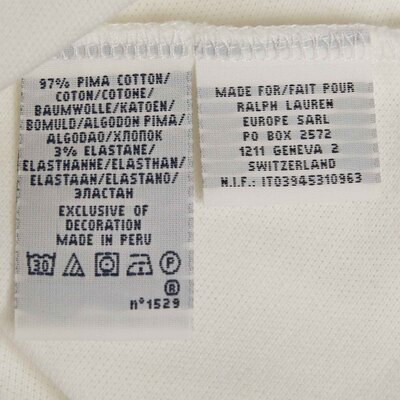 97% PIMA COTTON/
COTON/COTONE/
BAUMWOLLE/KATOEN/
BOMULD/ALGODON PIMA/
ALGODAO/ХЛОПОК
3% ELASTANE/
ELASTHANNE/ELASTHAN/
ELASTAAN/ELASTANO/
ЭЛАСТАН
EXCLUSIVE OF
DECORATION
MADE IN PERU
30 P
®
n°1529
MADE FOR/FAIT POUR
RALPH LAUREN
EUROPE SARL
PO BOX 2572
1211 GENEVA 2
SWITZERLAND
N.I.F.: IT03945310963